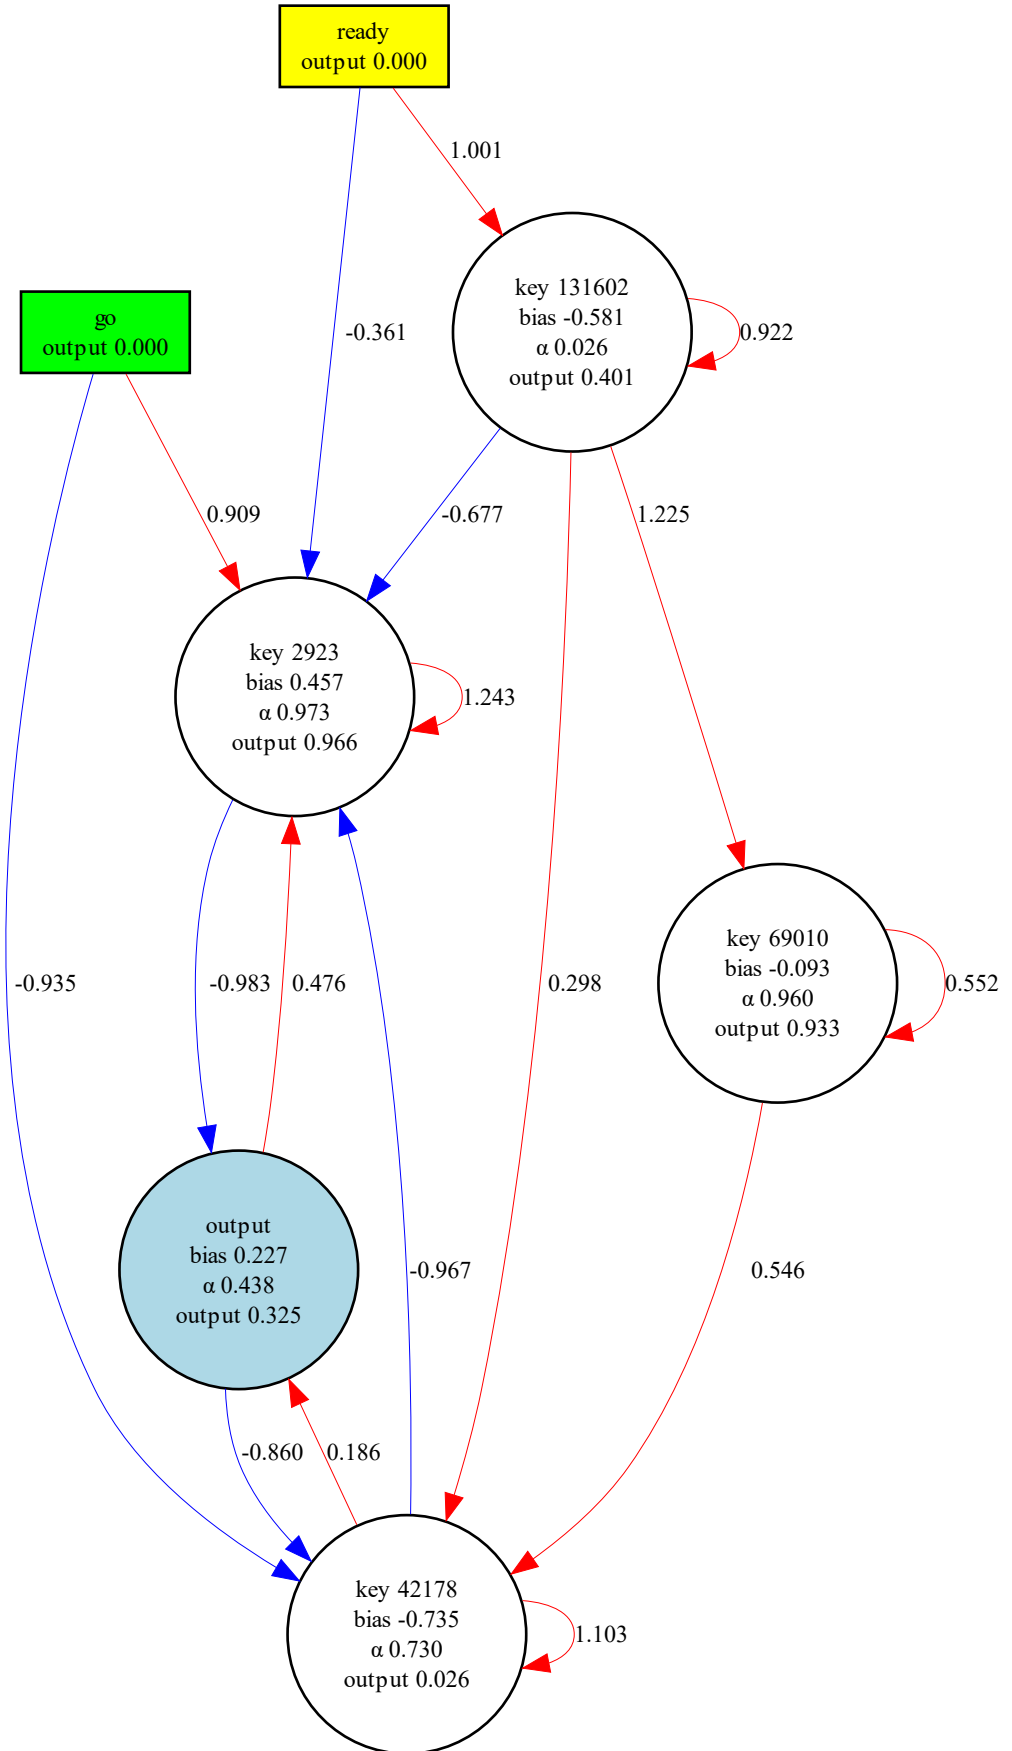 ready
output 0.000
1.001
key 131602
bias -0.581
α 0.026
output 0.401
0.922
go
output 0.000
-0.361
0.909
-0.677
1.225
key 2923
bias 0.457
α 0.973
output 0.966
1.243
key 69010
bias -0.093
α 0.960
output 0.933
0.552
-0.935
-0.983
0.476
0.298
output
bias 0.227
α 0.438
output 0.325
-0.967
0.546
-0.860
0.186
key 42178
bias -0.735
α 0.730
output 0.026
1.103